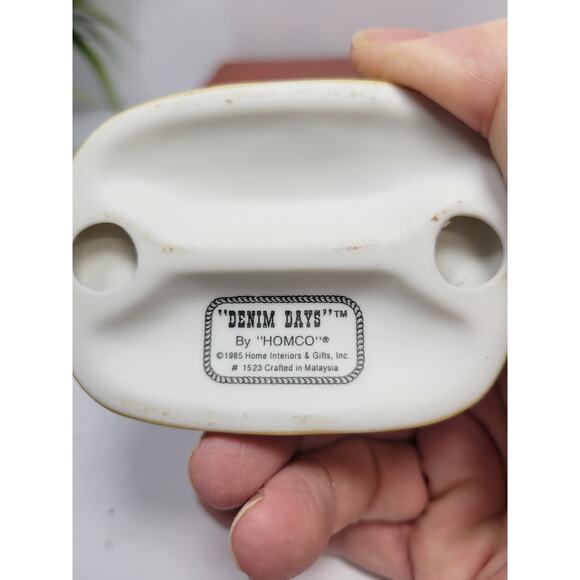 "DENIM DAYS"™
By "HOMCO"®
©1985 Home Interiors & Gifts, Inc.
# 1523 Crafted in Malaysia